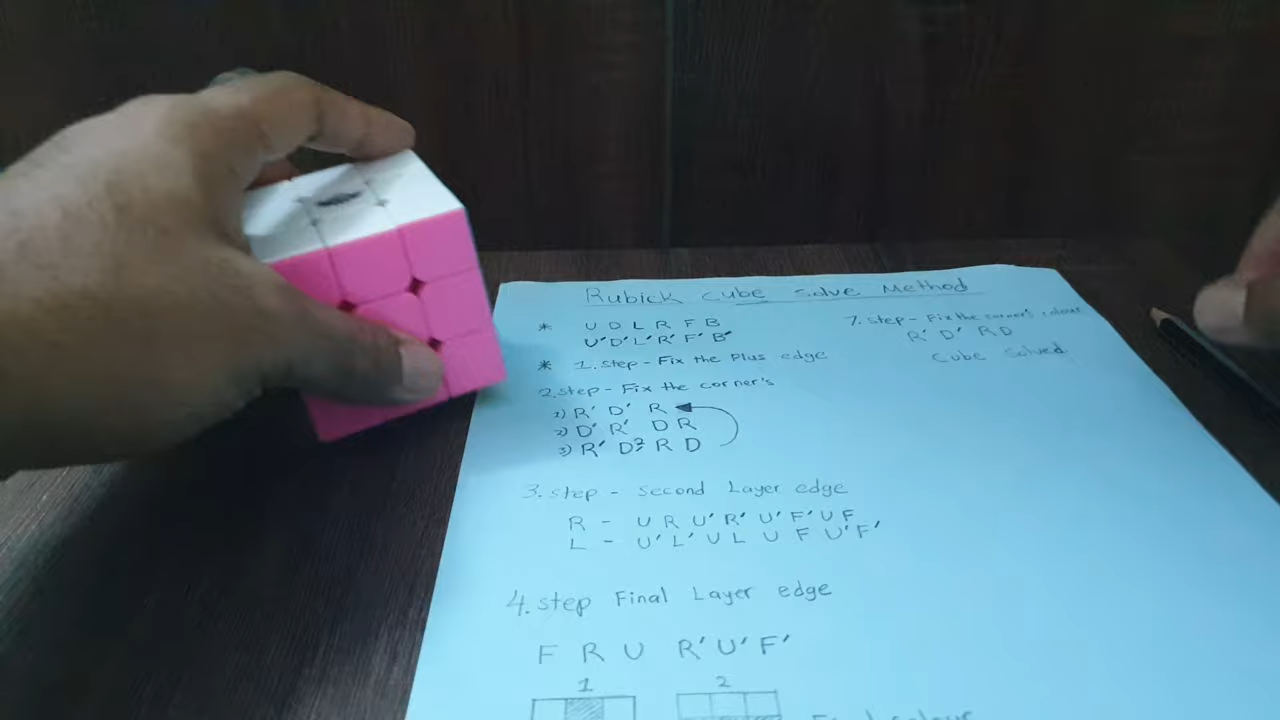 Rubick cube solve Method
* U D L R F B
U' D' L' R' F' B'
* 1. step - Fix the Plus edge
2. step - Fix the corner's
1) R' D' R
2) D' R' D R
3) R' D2 R D
3. step - Second Layer edge
R - U R U' R' U' F' U F
L - U' L' U L U F U' F'
4. step Final Layer edge
F R U R' U' F'
1 2
7. step - Fix the corner's colour
R' D' R D
Cube Solved